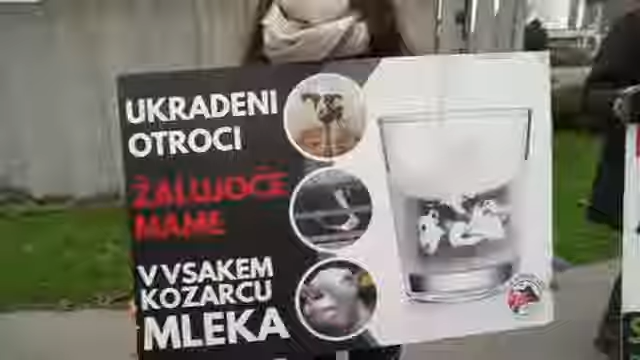 UKRADENI
OTROCI
ŽALUJOČE
MAME
V VSAKEM
KOZARCU
MLEKA